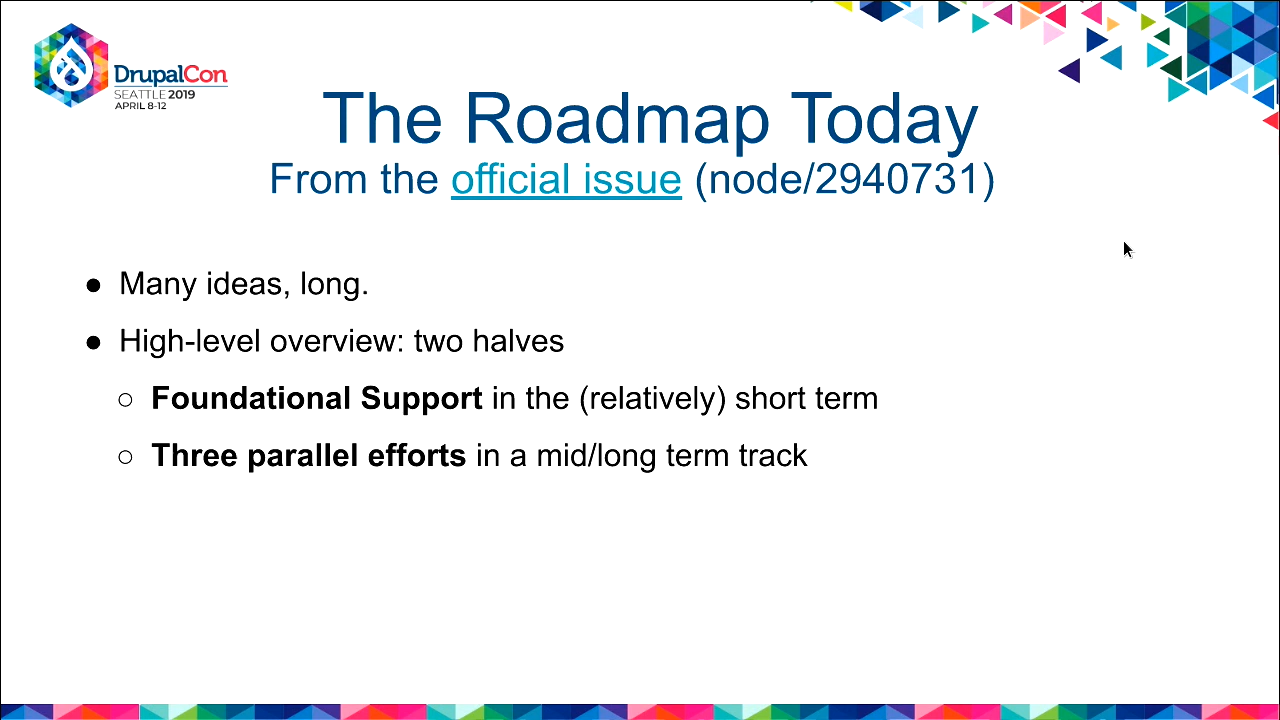 DrupalCon
SEATTLE 2019
APRIL 8-12
The Roadmap Today
From the official issue (node/2940731)
● Many ideas, long.
● High-level overview: two halves
○ Foundational Support in the (relatively) short term
○ Three parallel efforts in a mid/long term track